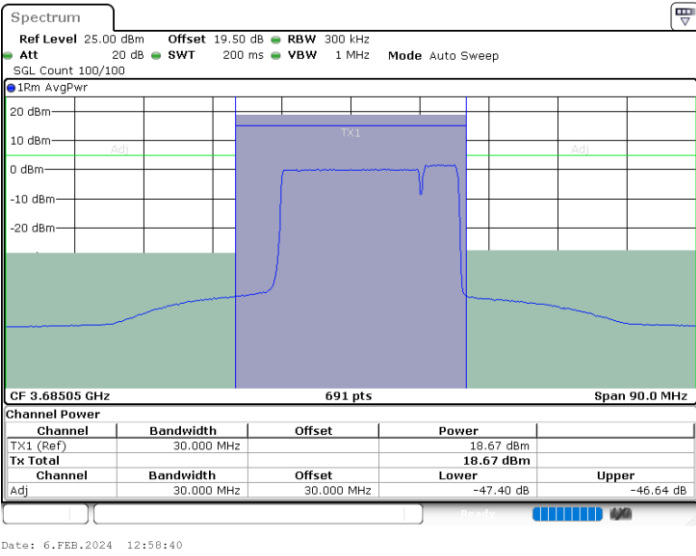 Spectrum
Ref Level 25.00 dBm Offset 19.50 dB RBW 300 kHz
Att 20 dB SWT 200 ms VBW 1 MHz Mode Auto Sweep
SGL Count 100/100
1Rm AvgPwr
20 dBm
TX1
10 dBm
Adj Adj
0 dBm
-10 dBm
-20 dBm
CF 3.68505 GHz 691 pts Span 90.0 MHz
Channel Power
Channel Bandwidth Offset Power
TX1 (Ref) 30.000 MHz 18.67 dBm
Tx Total 18.67 dBm
Channel Bandwidth Offset Lower Upper
Adj 30.000 MHz 30.000 MHz -47.40 dB -46.64 dB
Ready
Date: 6.FEB.2024 12:58:40